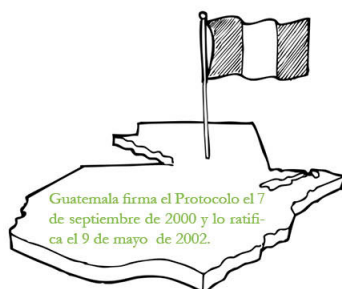 Guatemala firma el Protocolo el 7
de septiembre de 2000 y lo ratifi-
ca el 9 de mayo de 2002.